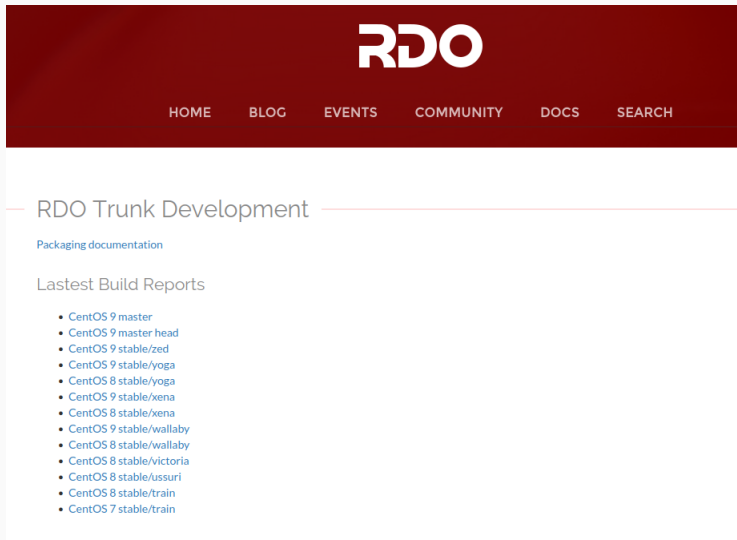 RDO
HOME BLOG EVENTS COMMUNITY DOCS SEARCH
RDO Trunk Development
Packaging documentation
Lastest Build Reports
CentOS 9 master
CentOS 9 master head
CentOS 9 stable/zed
CentOS 9 stable/yoga
CentOS 8 stable/yoga
CentOS 9 stable/xena
CentOS 8 stable/xena
CentOS 9 stable/wallaby
CentOS 8 stable/wallaby
CentOS 8 stable/victoria
CentOS 8 stable/ussuri
CentOS 8 stable/train
CentOS 7 stable/train